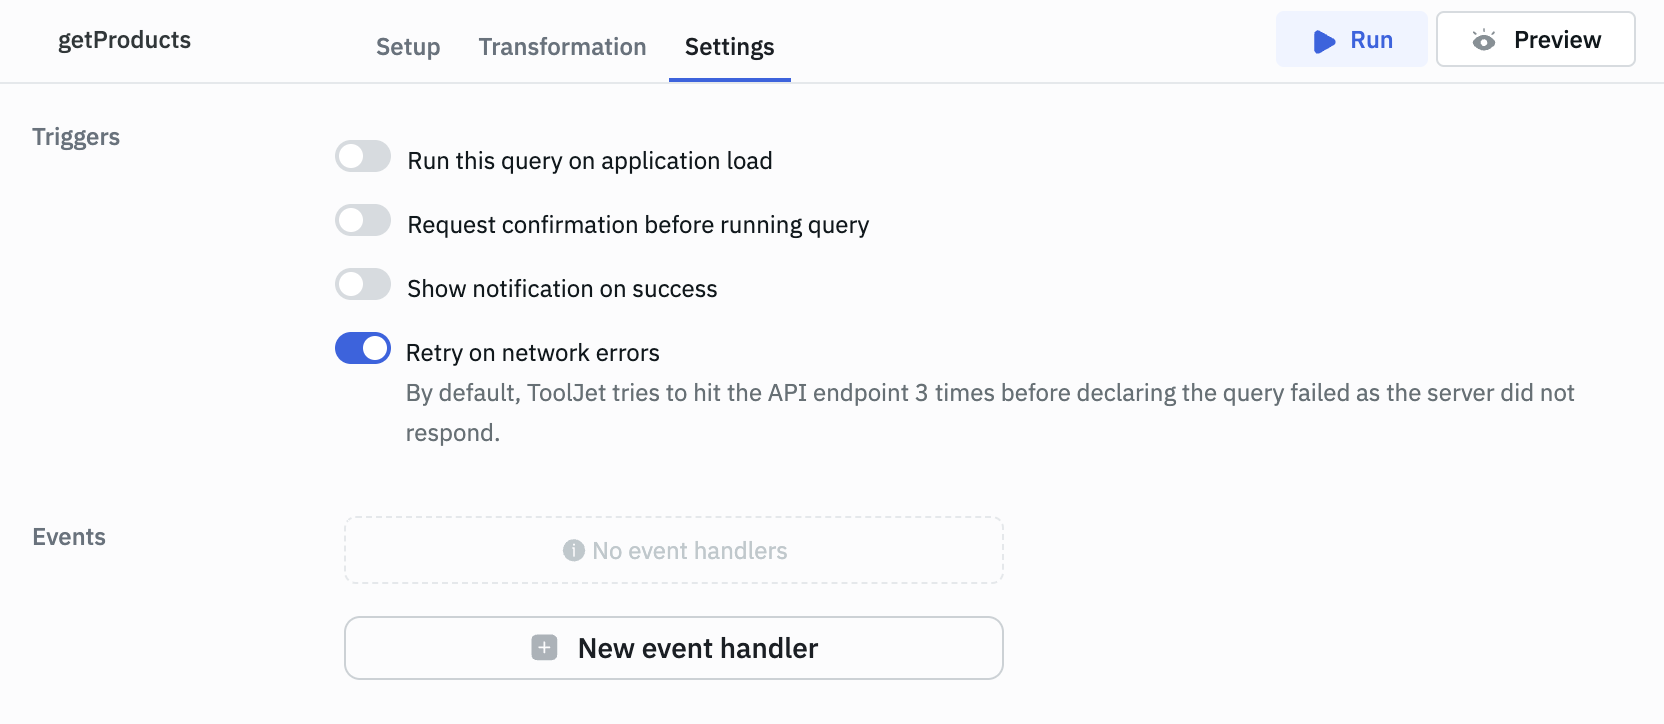 getProducts
Setup
Transformation
Settings
Run
Preview
Triggers
Run this query on application load
Request confirmation before running query
Show notification on success
Retry on network errors
By default, ToolJet tries to hit the API endpoint 3 times before declaring the query failed as the server did not
respond.
Events
No event handlers
New event handler